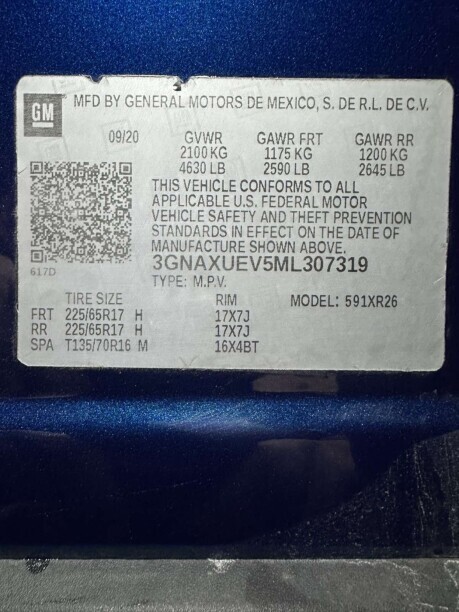 GM
MFD BY GENERAL MOTORS DE MEXICO, S. DE R.L. DE C.V.
09/20 GVWR GAWR FRT GAWR RR
2100 KG 1175 KG 1200 KG
4630 LB 2590 LB 2645 LB
THIS VEHICLE CONFORMS TO ALL
APPLICABLE U.S. FEDERAL MOTOR
VEHICLE SAFETY AND THEFT PREVENTION
STANDARDS IN EFFECT ON THE DATE OF
MANUFACTURE SHOWN ABOVE.
617D
3GNAXUEV5ML307319
TYPE: M.P.V.
TIRE SIZE RIM MODEL: 591XR26
FRT 225/65R17 H 17X7J
RR 225/65R17 H 17X7J
SPA T135/70R16 M 16X4BT